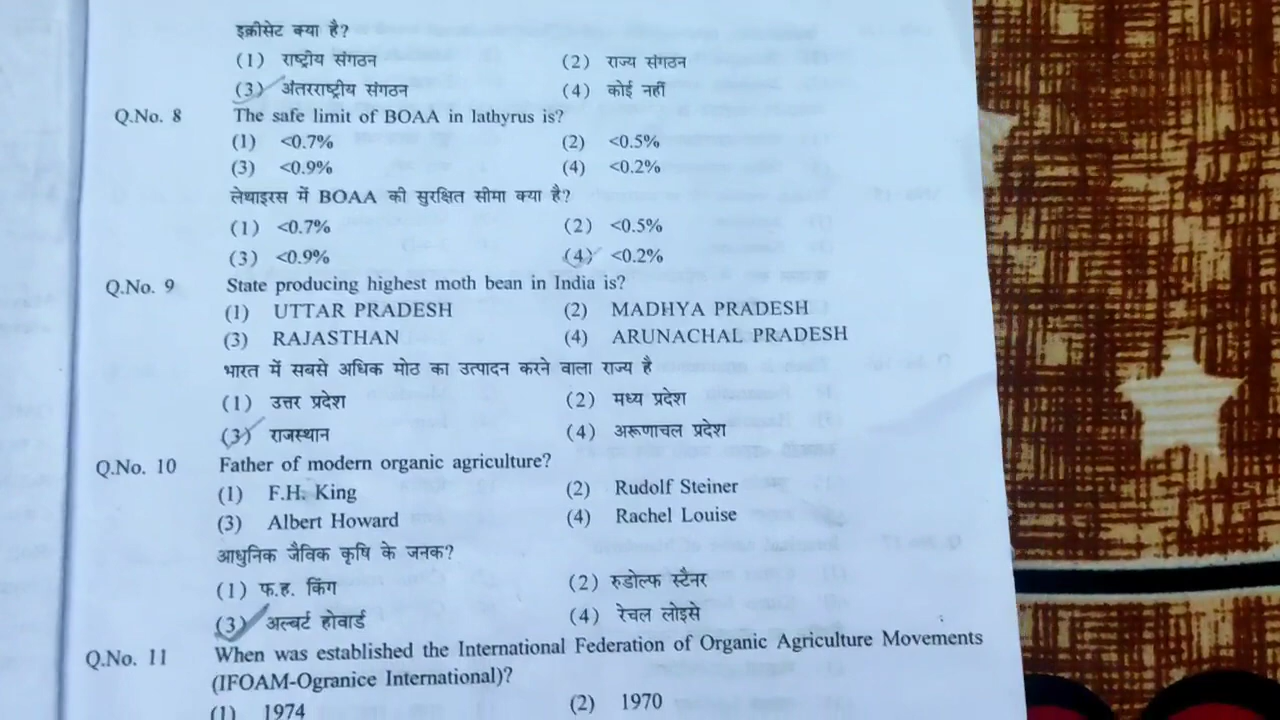 इक्रीसेट क्या है?
(1) राष्ट्रीय संगठन (2) राज्य संगठन
(3) अंतरराष्ट्रीय संगठन (4) कोई नहीं
Q.No. 8 The safe limit of BOAA in lathyrus is?
(1) <0.7% (2) <0.5%
(3) <0.9% (4) <0.2%
लेथाइरस में BOAA की सुरक्षित सीमा क्या है?
(1) <0.7% (2) <0.5%
(3) <0.9% (4) <0.2%
Q.No. 9 State producing highest moth bean in India is?
(1) UTTAR PRADESH (2) MADHYA PRADESH
(3) RAJASTHAN (4) ARUNACHAL PRADESH
भारत में सबसे अधिक मोठ का उत्पादन करने वाला राज्य है
(1) उत्तर प्रदेश (2) मध्य प्रदेश
(3) राजस्थान (4) अरूणाचल प्रदेश
Q.No. 10 Father of modern organic agriculture?
(1) F.H. King (2) Rudolf Steiner
(3) Albert Howard (4) Rachel Louise
आधुनिक जैविक कृषि के जनक?
(1) फ.ह. किंग (2) रुडोल्फ स्टैनर
(3) अल्बर्ट होवार्ड (4) रेचल लोइसे
Q.No. 11 When was established the International Federation of Organic Agriculture Movements
(IFOAM-Ogranice International)?
(1) 1974 (2) 1970